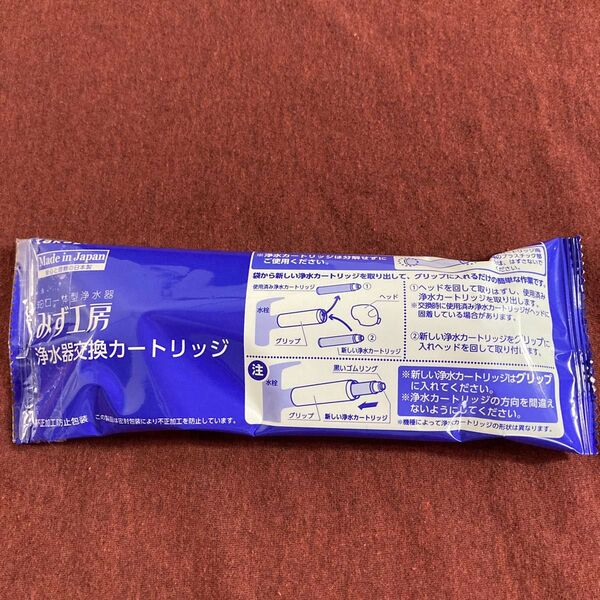 Made in Japan
安心と信頼の日本製
蛇口一体型浄水器
みず工房
浄水器交換カートリッジ
不正加工防止包装
この製品は密封包装により不正加工を防止しています。
※浄水カートリッジは分解せずに
ご使用ください。
袋から新しい浄水カートリッジを取り出して、グリップに入れるだけの簡単な作業です。
使用済み浄水カートリッジ
①
ヘッド
水栓
グリップ
②
新しい浄水カートリッジ
①ヘッドを回して取りはずし、使用済み
浄水カートリッジを取り出します。
※交換時に使用済み浄水カートリッジがヘッドに
固着している場合があります。
②新しい浄水カートリッジをグリップに
入れヘッドを回して取り付けます。
注
黒いゴムリング
水栓
グリップ
新しい浄水カートリッジ
※新しい浄水カートリッジはグリップ
に入れてください。
※浄水カートリッジの方向を間違え
ないようにしてください。
※機種によって浄水カートリッジの形状は異なります。